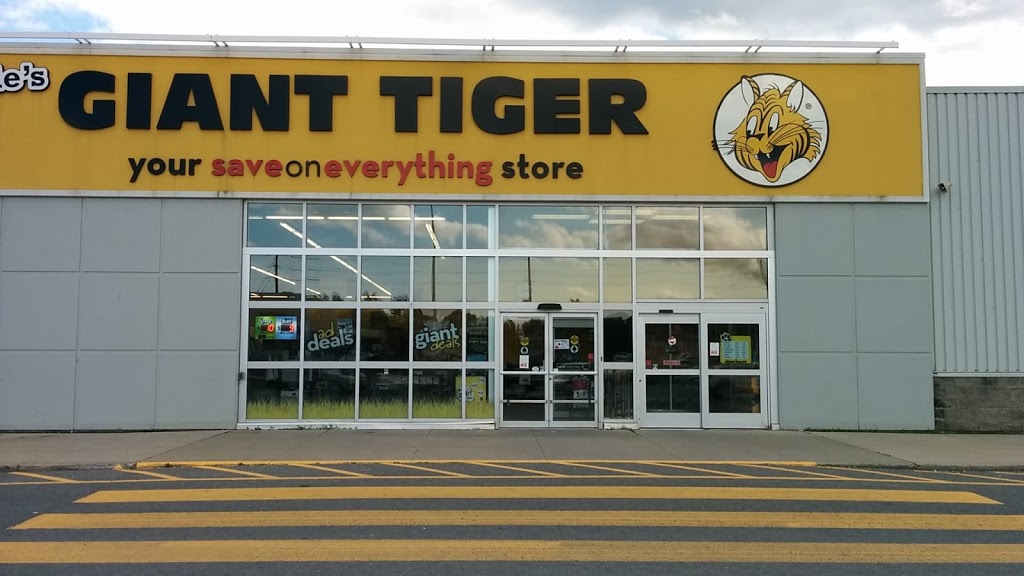 le's
GIANT TIGER
®
your saveoneverything store
ad
deals
giant
deals